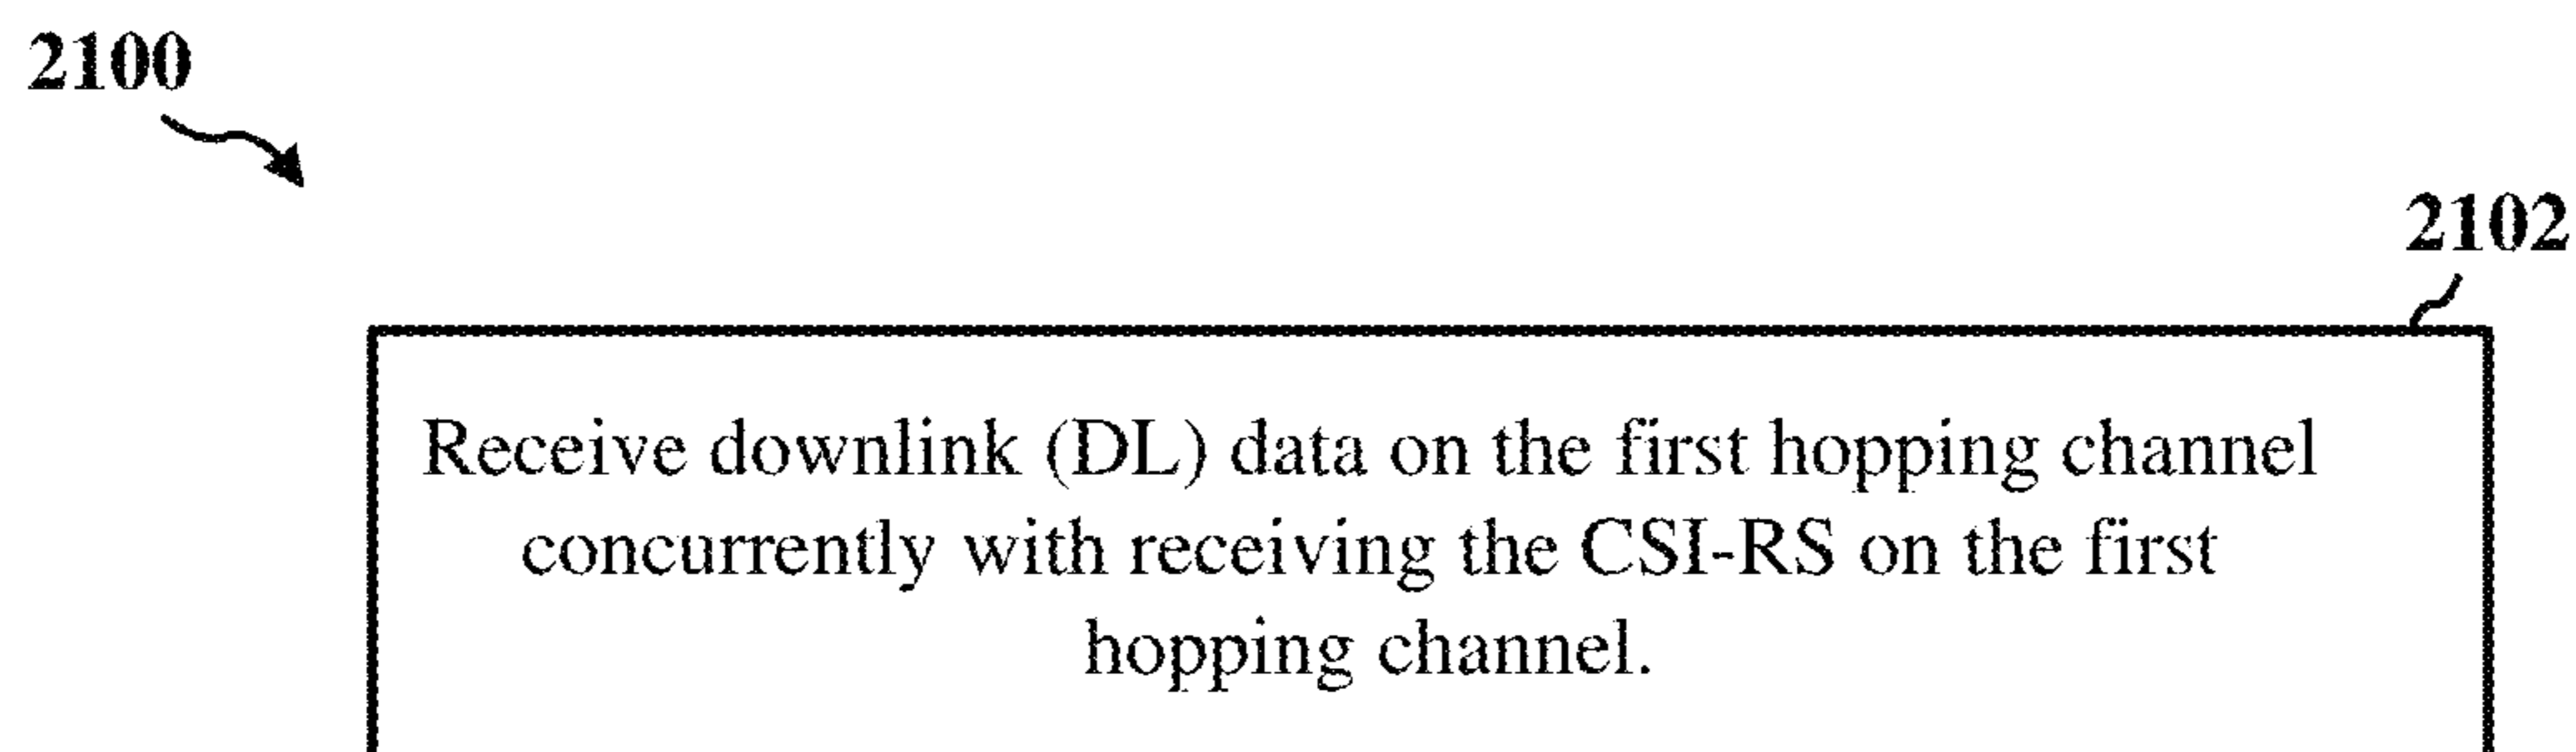 2100
2102
Receive downlink (DL) data on the first hopping channel
concurrently with receiving the CSI-RS on the first
hopping channel.